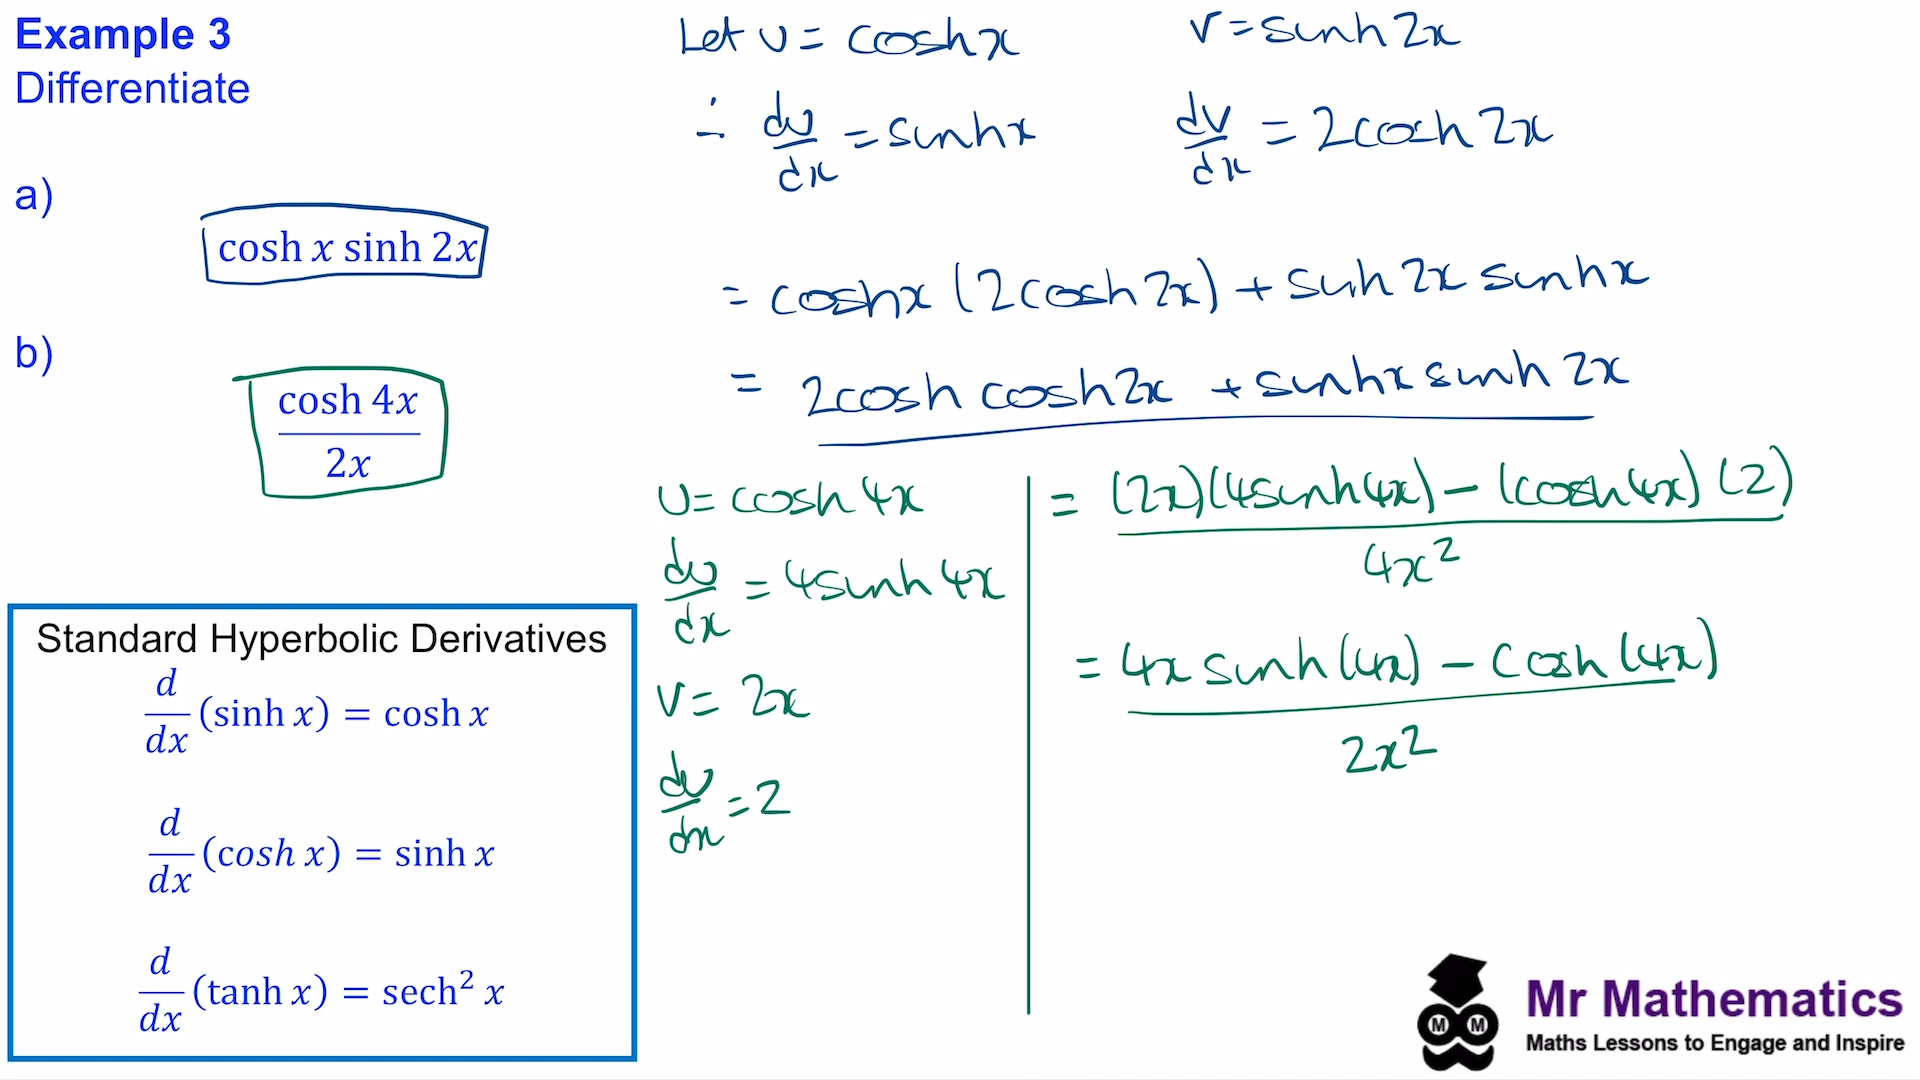 Example 3
Differentiate
a)
cosh x sinh 2x
b)
cosh 4x
2x
Let u = cosh x
v = sinh 2x
∴ du/dx = sinh x
dv/dx = 2cosh 2x
= cosh x (2cosh 2x) + sinh 2x sinh x
= 2cosh cosh 2x + sinh x sinh 2x
u = cosh 4x
du/dx = 4sinh 4x
v = 2x
dv/dx = 2
= (2x)(4sinh 4x) − (cosh 4x)(2)
4x²
= 4x sinh(4x) − cosh(4x)
2x²
Standard Hyperbolic Derivatives
d/dx (sinh x) = cosh x
d/dx (cosh x) = sinh x
d/dx (tanh x) = sech² x
M M
Mr Mathematics
Maths Lessons to Engage and Inspire